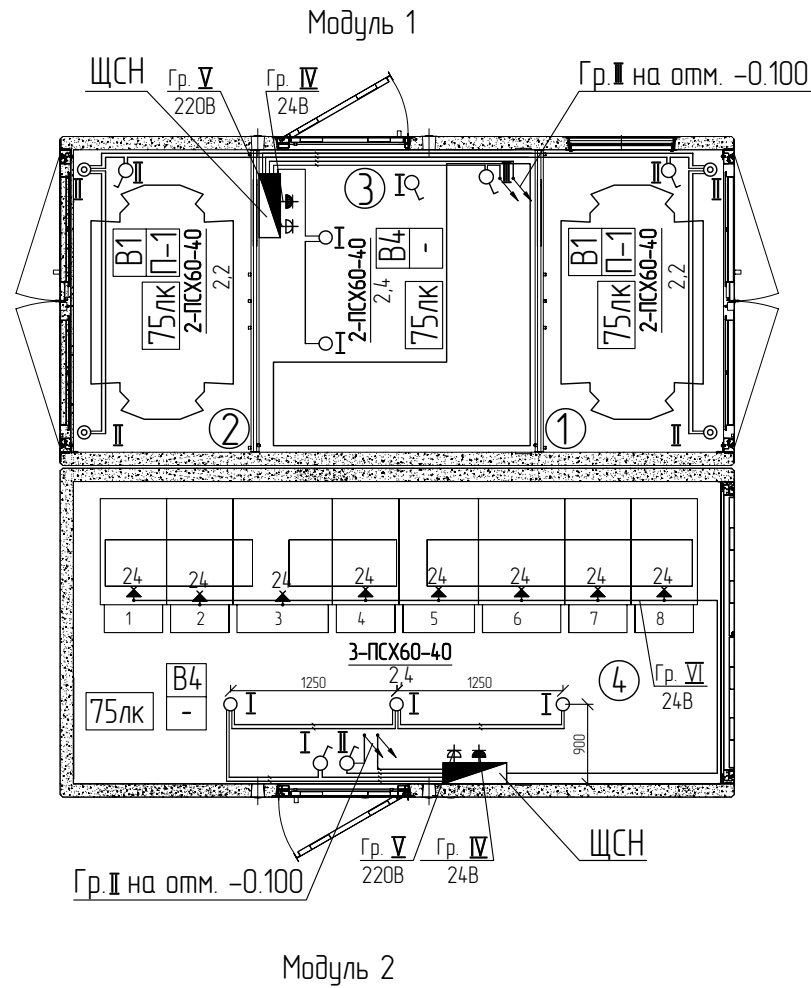 Модуль 1
ЩСН
Гр. V
220В
Гр. IV
24В
Гр.II на отм. -0.100
II
II
3
I
II
II
II
В1
П-1
75лк
2-ПСХ60-40
2,2
I
2-ПСХ60-40
2,4
В4
-
75лк
I
В1
П-1
75лк
2-ПСХ60-40
2,2
II
2
1
II
24 24 24 24 24 24 24 24
1 2 3 4 5 6 7 8
3-ПСХ60-40
2,4
В4
-
75лк
1250
1250
4
Гр. VI
24В
I
I
I
I
II
900
Гр. V
220В
Гр. IV
24В
ЩСН
Гр.II на отм. -0.100
Модуль 2